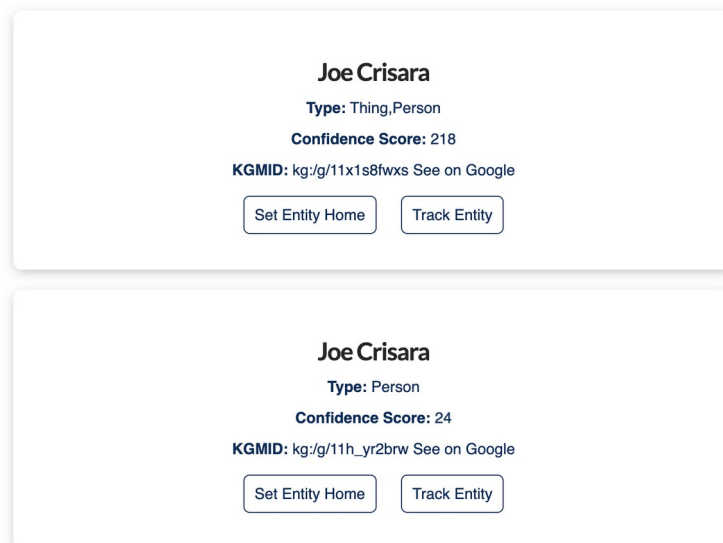 Joe Crisara
Type: Thing,Person
Confidence Score: 218
KGMID: kg:/g/11x1s8fwxs See on Google
Set Entity Home Track Entity
Joe Crisara
Type: Person
Confidence Score: 24
KGMID: kg:/g/11h_yr2brw See on Google
Set Entity Home Track Entity